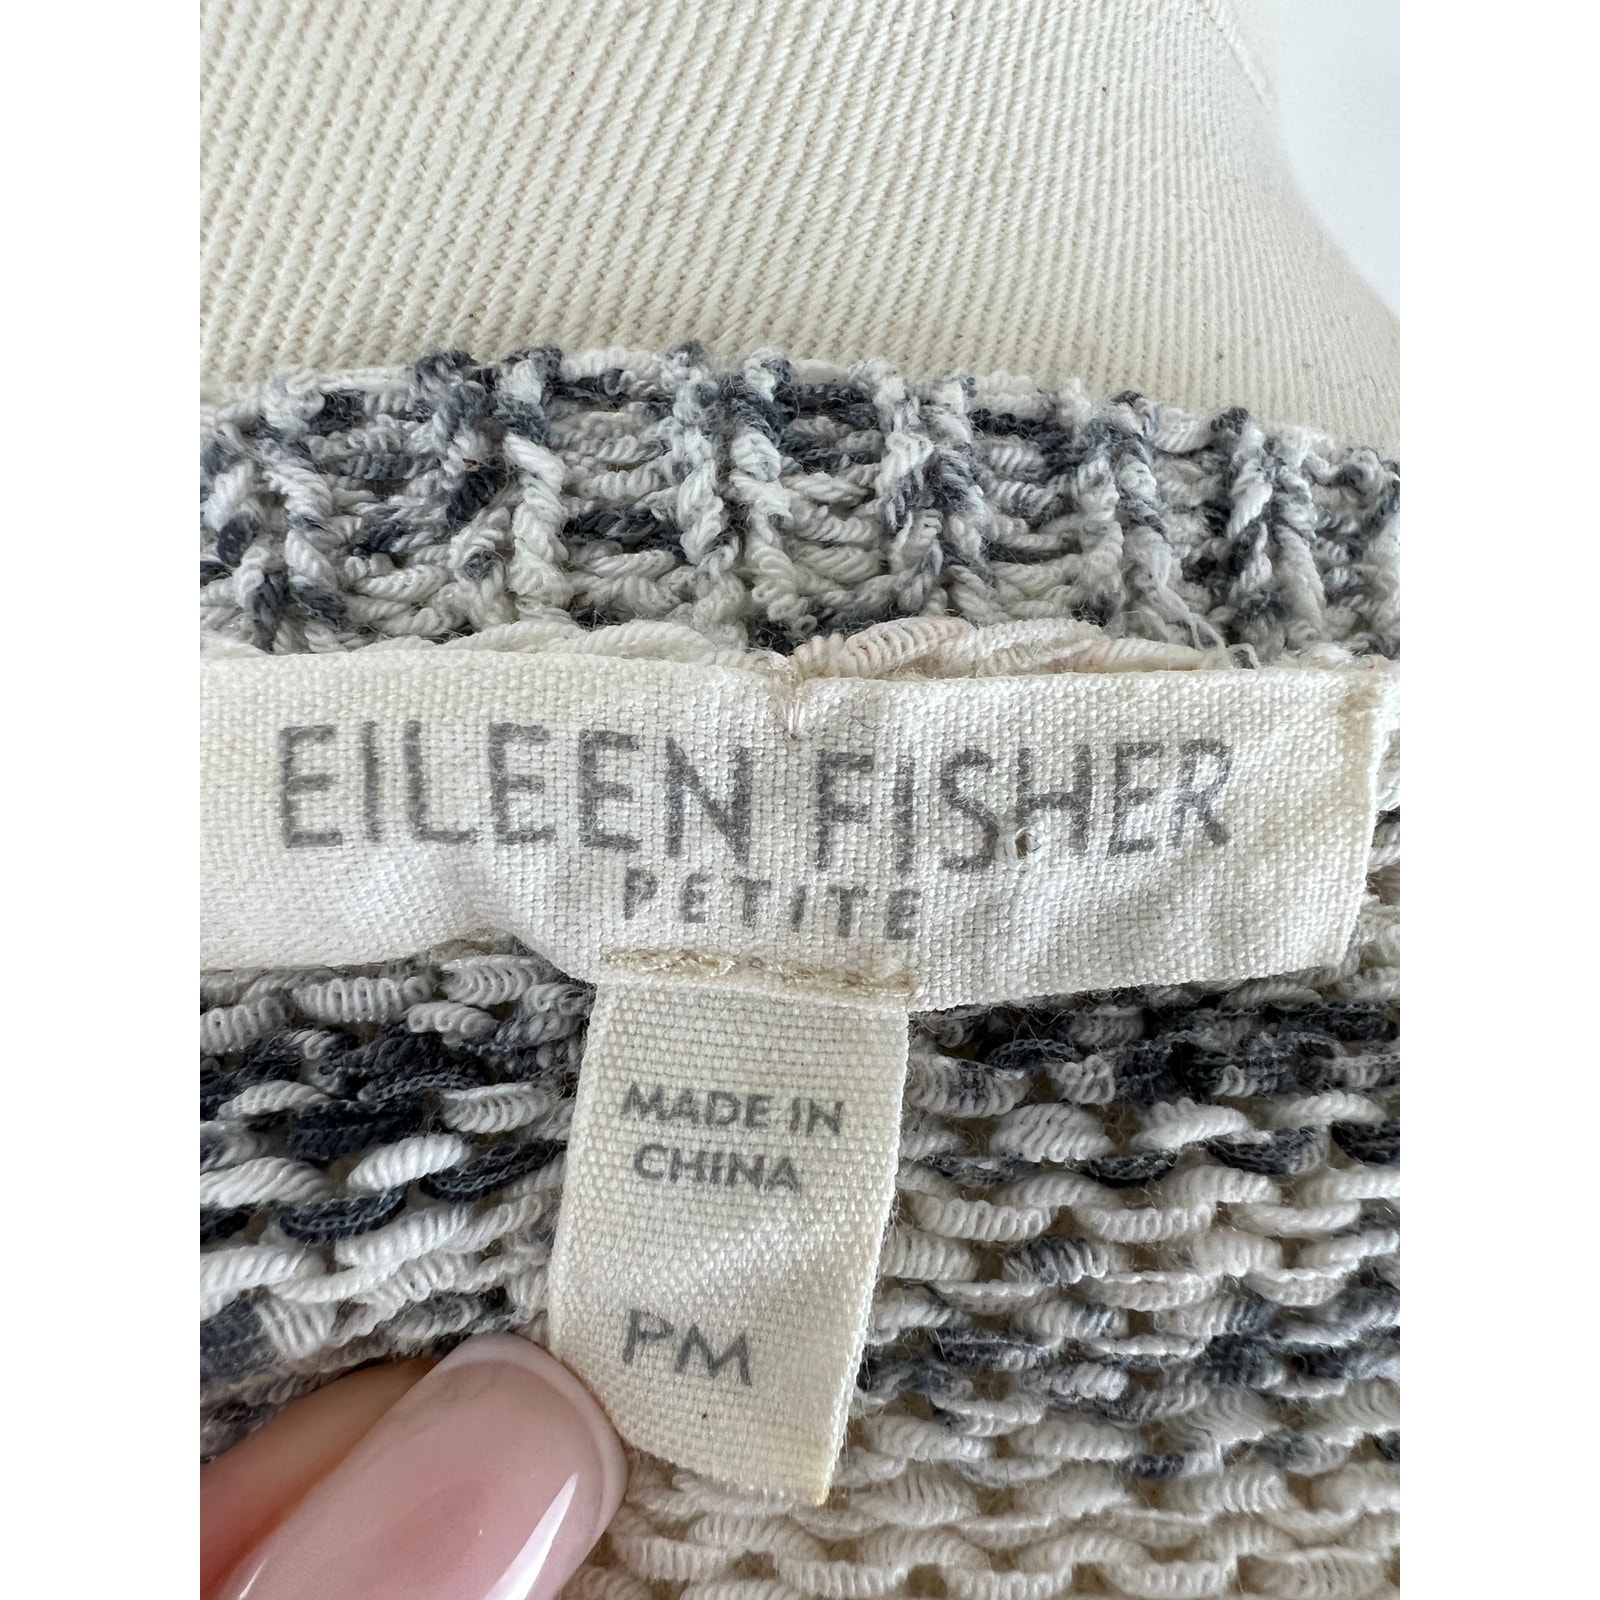 EILEEN FISHER
PETITE
MADE IN
CHINA
PM